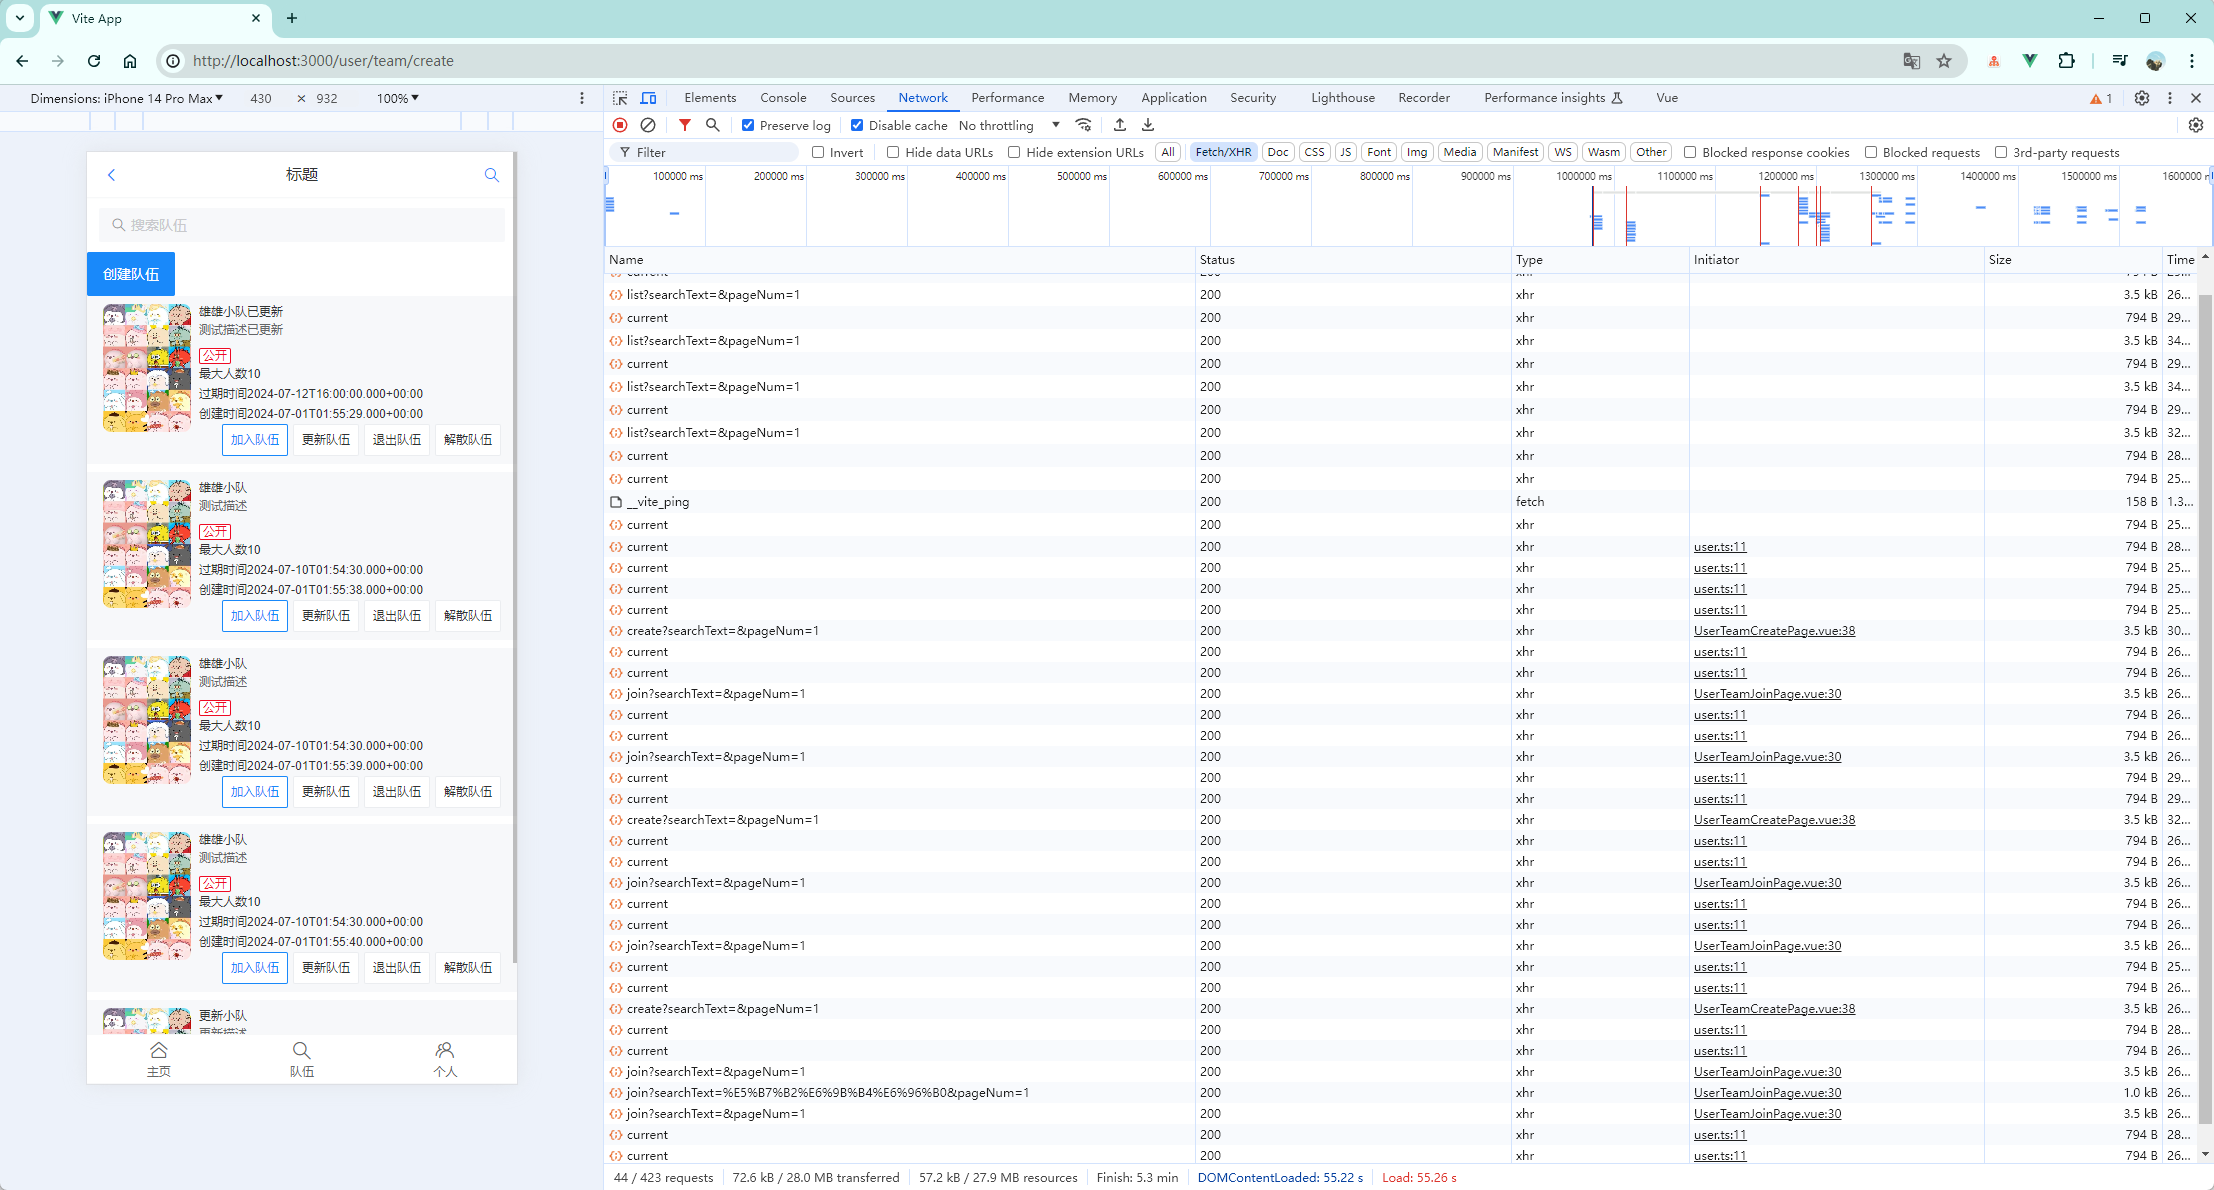 Vite App
http://localhost:3000/user/team/create
Dimensions: iPhone 14 Pro Max 430 × 932 100%
Elements Console Sources Network Performance Memory Application Security Lighthouse Recorder Performance insights Vue 1
Preserve log Disable cache No throttling
Filter Invert Hide data URLs Hide extension URLs All Fetch/XHR Doc CSS JS Font Img Media Manifest WS Wasm Other Blocked response cookies Blocked requests 3rd-party requests
100000 ms 200000 ms 300000 ms 400000 ms 500000 ms 600000 ms 700000 ms 800000 ms 900000 ms 1000000 ms 1100000 ms 1200000 ms 1300000 ms 1400000 ms 1500000 ms
标题
搜索队伍
创建队伍
雄雄小队已更新
测试描述已更新
公开
最大人数10
过期时间2024-07-12T16:00:00.000+00:00
创建时间2024-07-01T01:55:29.000+00:00
加入队伍 更新队伍 退出队伍 解散队伍
雄雄小队
测试描述
公开
最大人数10
过期时间2024-07-10T01:54:30.000+00:00
创建时间2024-07-01T01:55:38.000+00:00
加入队伍 更新队伍 退出队伍 解散队伍
雄雄小队
测试描述
公开
最大人数10
过期时间2024-07-10T01:54:30.000+00:00
创建时间2024-07-01T01:55:39.000+00:00
加入队伍 更新队伍 退出队伍 解散队伍
雄雄小队
测试描述
公开
最大人数10
过期时间2024-07-10T01:54:30.000+00:00
创建时间2024-07-01T01:55:40.000+00:00
加入队伍 更新队伍 退出队伍 解散队伍
更新小队
更新描述
主页 队伍 个人
Name Status Type Initiator Size Time
list?searchText=&pageNum=1 200 xhr 3.5 kB 26...
current 200 xhr 794 B 29...
list?searchText=&pageNum=1 200 xhr 3.5 kB 34...
current 200 xhr 794 B 29...
list?searchText=&pageNum=1 200 xhr 3.5 kB 34...
current 200 xhr 794 B 29...
list?searchText=&pageNum=1 200 xhr 3.5 kB 32...
current 200 xhr 794 B 28...
current 200 xhr 794 B 25...
__vite_ping 200 fetch 158 B 1.3...
current 200 xhr 794 B 25...
current 200 xhr user.ts:11 794 B 28...
current 200 xhr user.ts:11 794 B 25...
current 200 xhr user.ts:11 794 B 25...
current 200 xhr user.ts:11 794 B 25...
create?searchText=&pageNum=1 200 xhr UserTeamCreatePage.vue:38 3.5 kB 30...
current 200 xhr user.ts:11 794 B 26...
current 200 xhr user.ts:11 794 B 26...
join?searchText=&pageNum=1 200 xhr UserTeamJoinPage.vue:30 3.5 kB 26...
current 200 xhr user.ts:11 794 B 26...
current 200 xhr user.ts:11 794 B 26...
join?searchText=&pageNum=1 200 xhr UserTeamJoinPage.vue:30 3.5 kB 26...
current 200 xhr user.ts:11 794 B 29...
current 200 xhr user.ts:11 794 B 29...
create?searchText=&pageNum=1 200 xhr UserTeamCreatePage.vue:38 3.5 kB 32...
current 200 xhr user.ts:11 794 B 26...
current 200 xhr user.ts:11 794 B 26...
join?searchText=&pageNum=1 200 xhr UserTeamJoinPage.vue:30 3.5 kB 26...
current 200 xhr user.ts:11 794 B 26...
current 200 xhr user.ts:11 794 B 26...
join?searchText=&pageNum=1 200 xhr UserTeamJoinPage.vue:30 3.5 kB 26...
current 200 xhr user.ts:11 794 B 25...
current 200 xhr user.ts:11 794 B 26...
create?searchText=&pageNum=1 200 xhr UserTeamCreatePage.vue:38 3.5 kB 26...
current 200 xhr user.ts:11 794 B 28...
current 200 xhr user.ts:11 794 B 26...
join?searchText=&pageNum=1 200 xhr UserTeamJoinPage.vue:30 3.5 kB 26...
join?searchText=%E5%B7%B2%E6%9B%B4%E6%96%B0&pageNum=1 200 xhr UserTeamJoinPage.vue:30 1.0 kB 26...
join?searchText=&pageNum=1 200 xhr UserTeamJoinPage.vue:30 3.5 kB 26...
current 200 xhr user.ts:11 794 B 28...
current 200 xhr user.ts:11 794 B 26...
44 / 423 requests 72.6 kB / 28.0 MB transferred 57.2 kB / 27.9 MB resources Finish: 5.3 min DOMContentLoaded: 55.22 s Load: 55.26 s